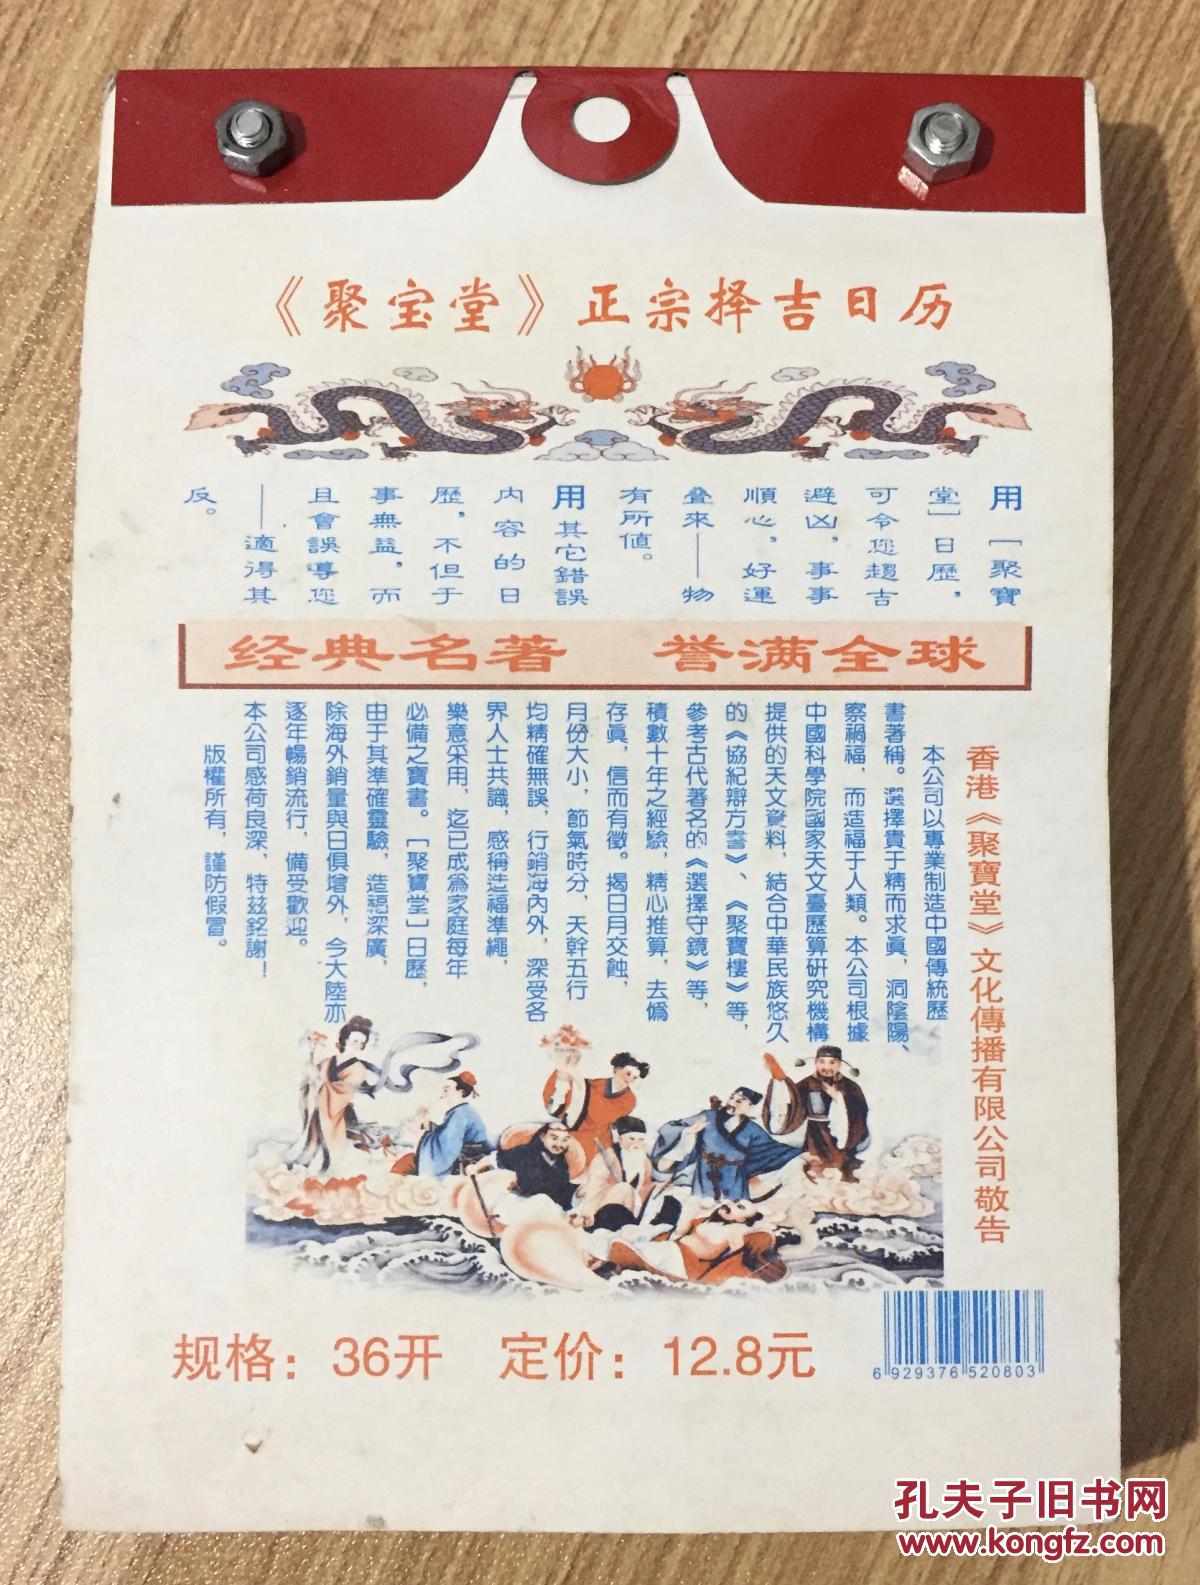 《聚宝堂》正宗择吉日历
用［聚寶
堂］日歷，
可令您趨吉
避凶，事事
順心，好運
叠來——物
有所值。
用其它錯誤
内容的日
歷，不但于
事無益，而
且會誤導您
——適得其
反。
经典名著　誉满全球
香港《聚寶堂》文化傳播有限公司敬告
本公司以專業制造中國傳統歷
書著稱。選擇貴于精而求眞，洞陰陽、
察禍福，而造福于人類。本公司根據
中國科學院國家天文臺歷算研究機構
提供的天文資料，結合中華民族悠久
的《協紀辯方書》、《聚寶樓》等，
參考古代著名的《選擇守鏡》等，
積數十年之經驗，精心推算，去僞
存眞，信而有徵。揭日月交蝕，
月份大小，節氣時分，天幹五行
均精確無誤，行銷海内外，深受各
界人士共識，感稱造福準繩，
樂意采用，迄已成爲家庭每年
必備之寶書。［聚寶堂］日歷，
由于其準確靈驗，造福深廣，
除海外銷量與日俱增外，今大陸亦
逐年暢銷流行，備受歡迎。
本公司感荷良深，特兹銘謝！
版權所有，謹防假冒。
规格：36开　定价：12.8元
6 929376 520803
孔夫子旧书网
www.kongfz.com